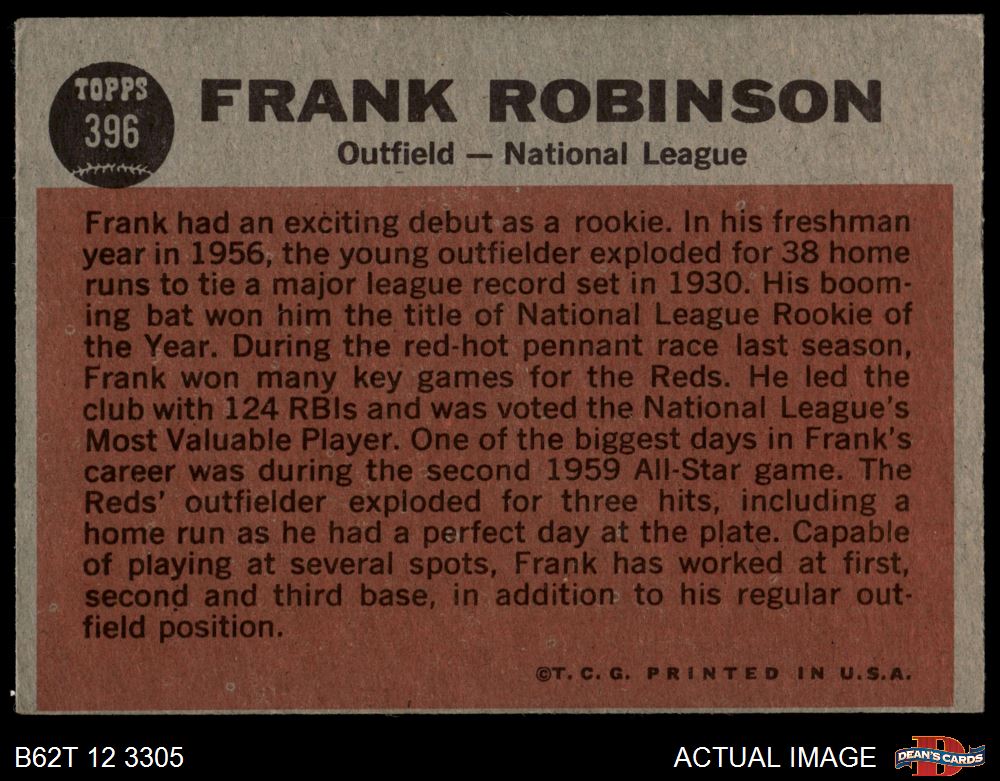 TOPPS
396
FRANK ROBINSON
Outfield — National League
Frank had an exciting debut as a rookie. In his freshman
year in 1956, the young outfielder exploded for 38 home
runs to tie a major league record set in 1930. His boom-
ing bat won him the title of National League Rookie of
the Year. During the red-hot pennant race last season,
Frank won many key games for the Reds. He led the
club with 124 RBIs and was voted the National League's
Most Valuable Player. One of the biggest days in Frank's
career was during the second 1959 All-Star game. The
Reds' outfielder exploded for three hits, including a
home run as he had a perfect day at the plate. Capable
of playing at several spots, Frank has worked at first,
second and third base, in addition to his regular out-
field position.
©T. C. G. PRINTED IN U.S.A.
B62T 12 3305
ACTUAL IMAGE
D
DEAN'S CARDS